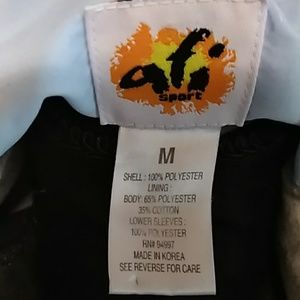 afi
sport
M
SHELL : 100% POLYESTER
LINING :
BODY: 65% POLYESTER
35% COTTON
LOWER SLEEVES :
100% POLYESTER
RN# 94997
MADE IN KOREA
SEE REVERSE FOR CARE